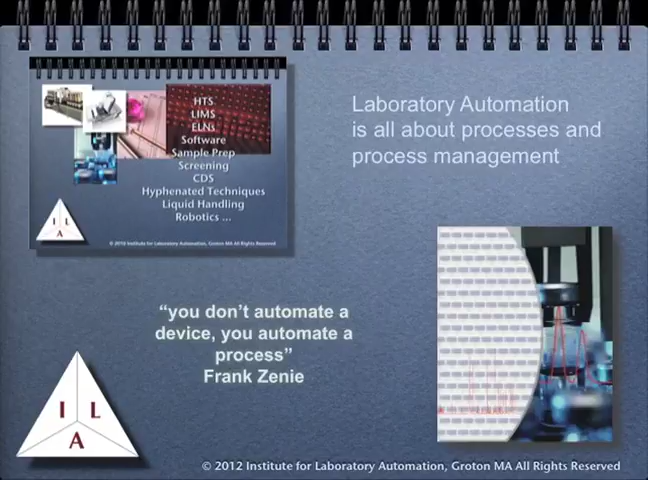 HTS
LIMS
ELNs
Software
Sample Prep
Screening
CDS
Hyphenated Techniques
Liquid Handling
Robotics ...
I L
A
© 2012 Institute for Laboratory Automation, Groton MA All Rights Reserved
Laboratory Automation
is all about processes and
process management
“you don’t automate a
device, you automate a
process”
Frank Zenie
I L
A
© 2012 Institute for Laboratory Automation, Groton MA All Rights Reserved